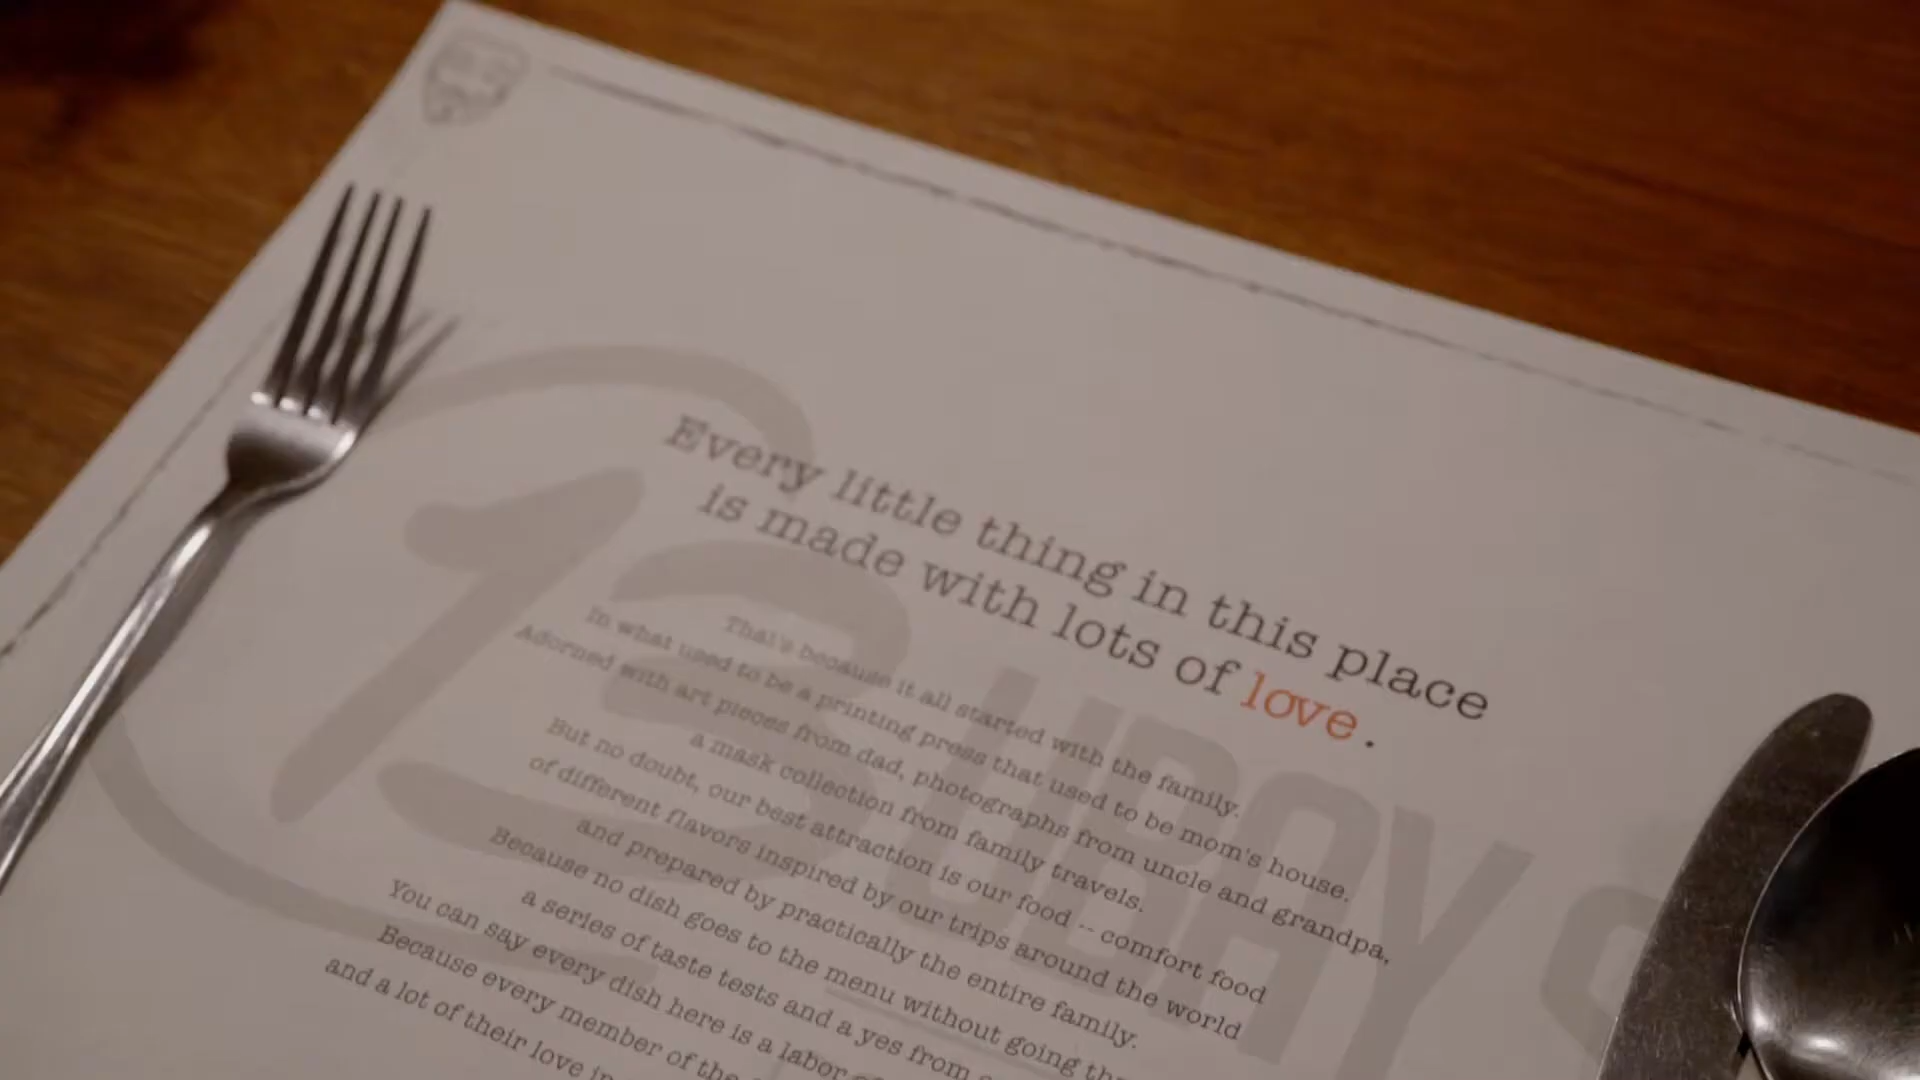 Every little thing in this place
is made with lots of love.
That's because it all started with the family.
In what used to be a printing press that used to be mom's house.
Adorned with art pieces from dad, photographs from uncle and grandpa,
a mask collection from family travels.
But no doubt, our best attraction is our food -- comfort food
of different flavors inspired by our trips around the world
and prepared by practically the entire family.
Because no dish goes to the menu without going
a series of taste tests and a yes from
You can say every dish here is a labor
Because every member of the
and a lot of their love in
13
UBAY